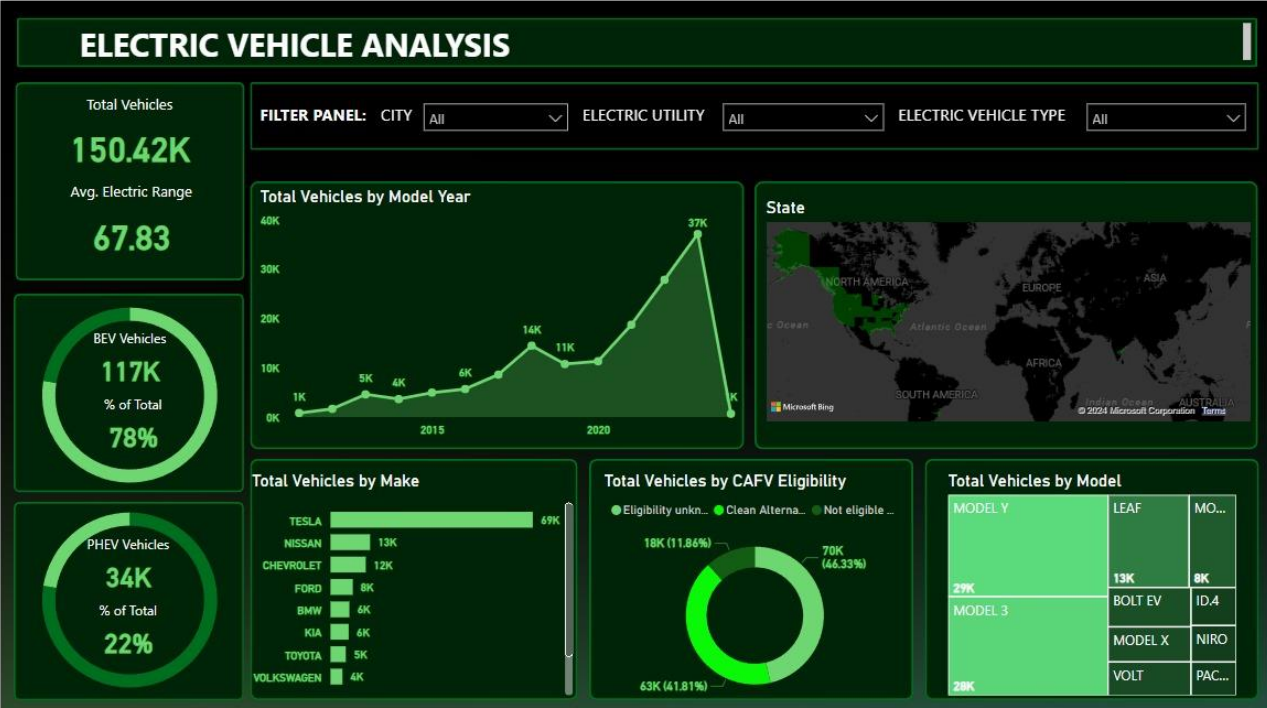 ELECTRIC VEHICLE ANALYSIS
Total Vehicles
150.42K
Avg. Electric Range
67.83
FILTER PANEL: CITY All ELECTRIC UTILITY All ELECTRIC VEHICLE TYPE All
BEV Vehicles
117K
% of Total
78%
PHEV Vehicles
34K
% of Total
22%
Total Vehicles by Model Year
40K
30K
20K
10K
0K
1K
5K
4K
6K
14K
11K
37K
K
2015
2020
State
NORTH AMERICA
EUROPE
ASIA
c Ocean
Atlantic Ocean
AFRICA
SOUTH AMERICA
Indian Ocean
AUSTRALIA
Microsoft Bing
© 2024 Microsoft Corporation Terms
Total Vehicles by Make
TESLA 69K
NISSAN 13K
CHEVROLET 12K
FORD 8K
BMW 6K
KIA 6K
TOYOTA 5K
VOLKSWAGEN 4K
Total Vehicles by CAFV Eligibility
Eligibility unkn... Clean Alterna... Not eligible ...
18K (11.86%)
70K
(46.33%)
63K (41.81%)
Total Vehicles by Model
MODEL Y
29K
MODEL 3
28K
LEAF
13K
MO...
8K
BOLT EV
ID.4
MODEL X
NIRO
VOLT
PAC...